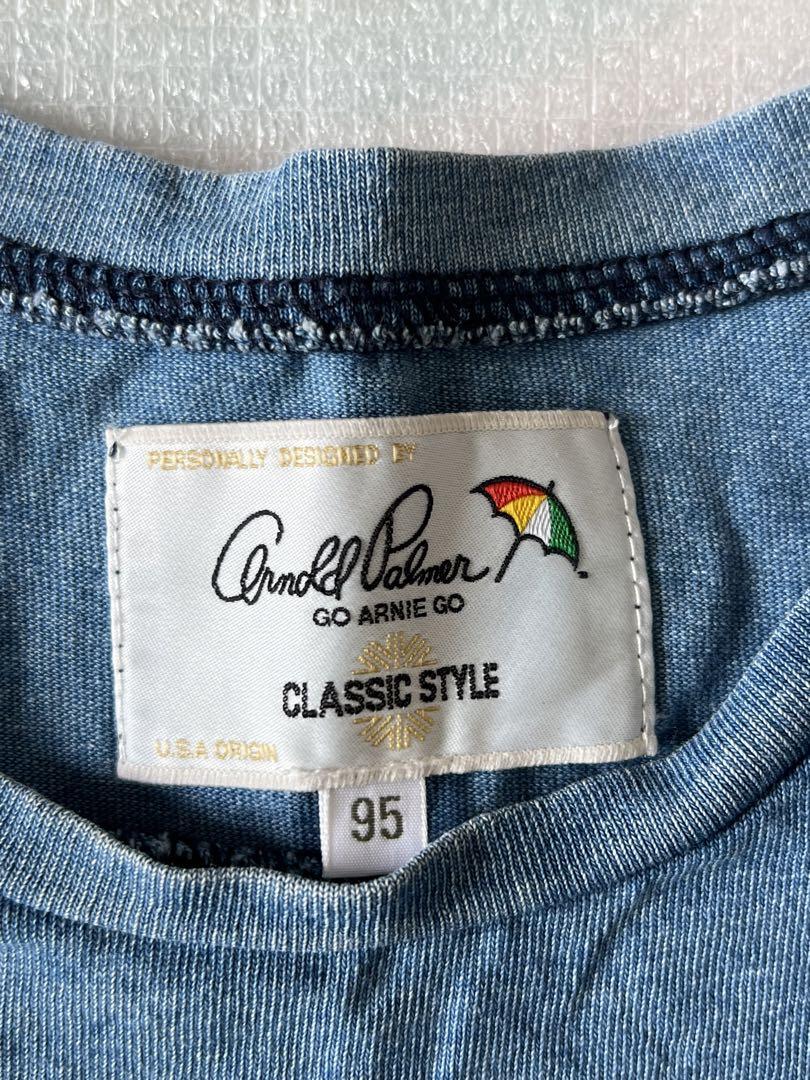 PERSONALLY DESIGNED BY
Arnold Palmer
GO ARNIE GO
CLASSIC STYLE
U.S.A ORIGIN
95